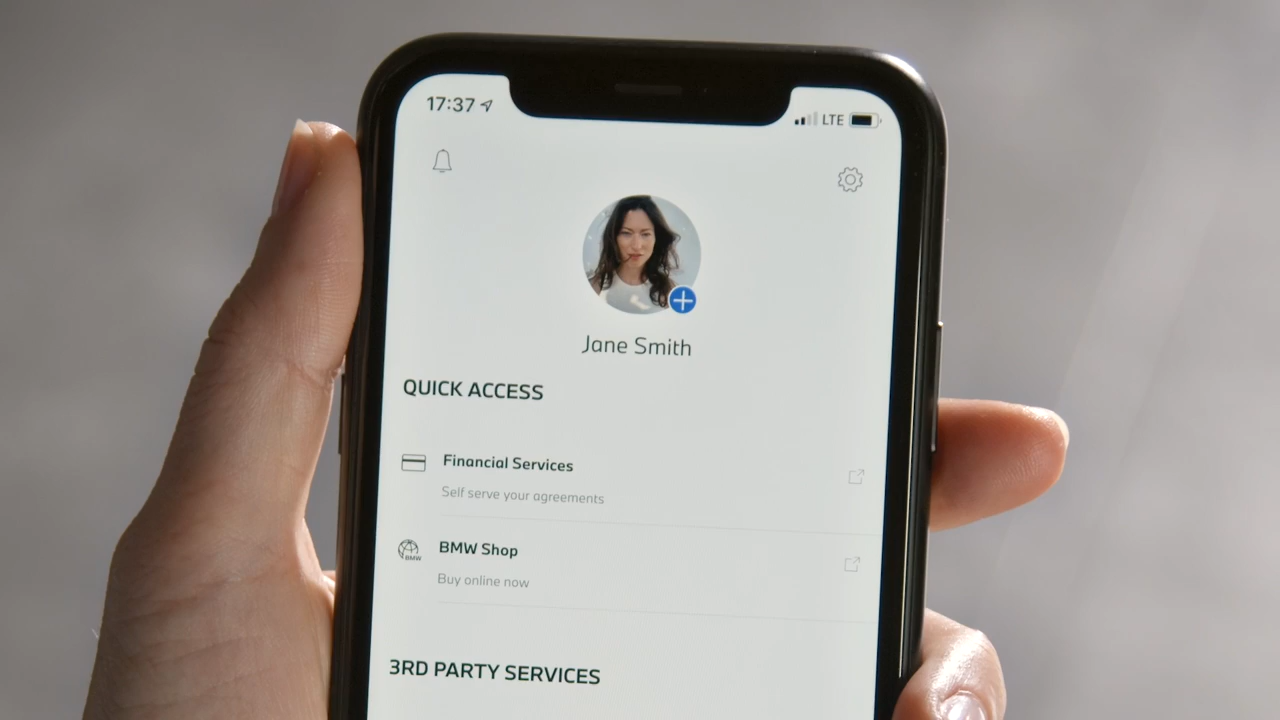 17:37
LTE
Jane Smith
QUICK ACCESS
Financial Services
Self serve your agreements
BMW
BMW Shop
Buy online now
3RD PARTY SERVICES